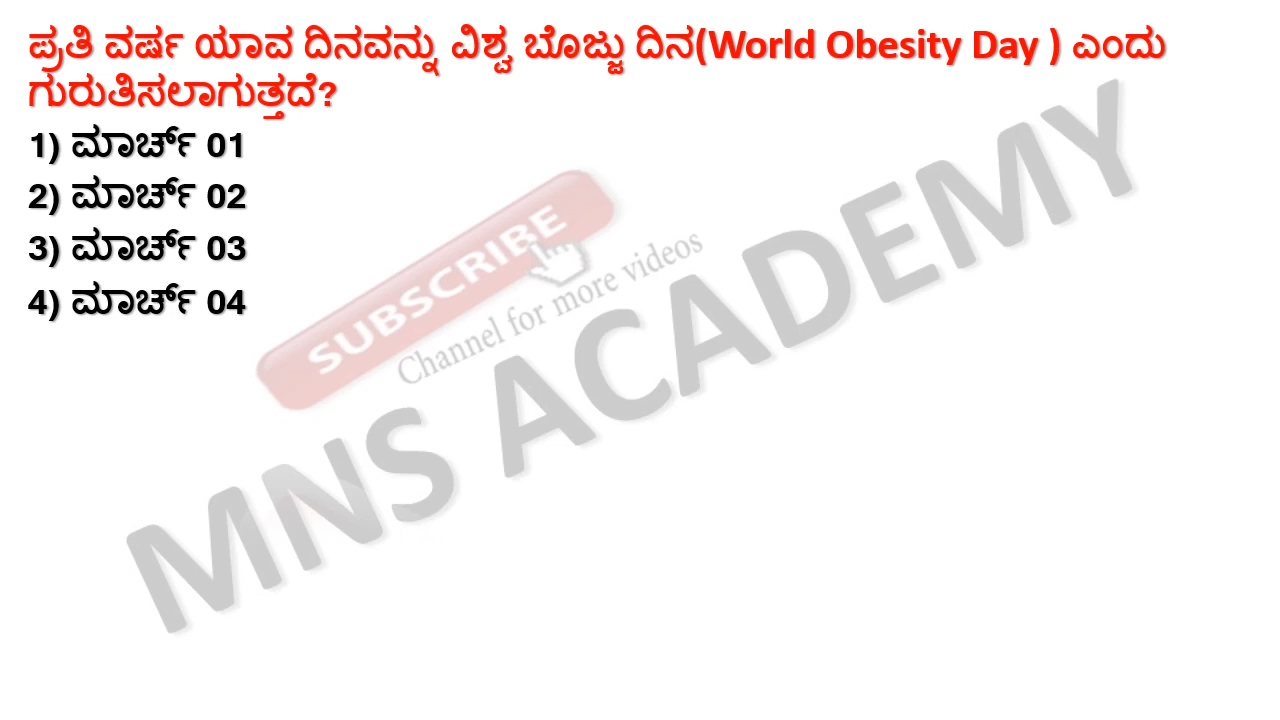 ಪ್ರತಿ ವರ್ಷ ಯಾವ ದಿನವನ್ನು ವಿಶ್ವ ಬೊಜ್ಜು ದಿನ(World Obesity Day ) ಎಂದು
ಗುರುತಿಸಲಾಗುತ್ತದೆ?
1) ಮಾರ್ಚ್ 01
2) ಮಾರ್ಚ್ 02
3) ಮಾರ್ಚ್ 03
4) ಮಾರ್ಚ್ 04
SUBSCRIBE
Channel for more videos
MNS ACADEMY